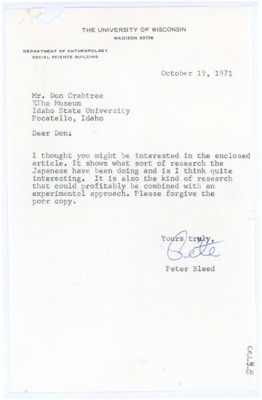 THE UNIVERSITY OF WISCONSIN
MADISON 53706
DEPARTMENT OF ANTHROPOLOGY
SOCIAL SCIENCE BUILDING
October 19, 1971
Mr. Don Crabtree
%The Museum
Idaho State University
Pocatello, Idaho
Dear Don:
I thought you might be interested in the enclosed
article. It shows what sort of research the
Japanese have been doing and is I think quite
interesting. It is also the kind of research
that could profitably be combined with an
experimental approach. Please forgive the
poor copy.
Yours truly,
Pete
Peter Bleed